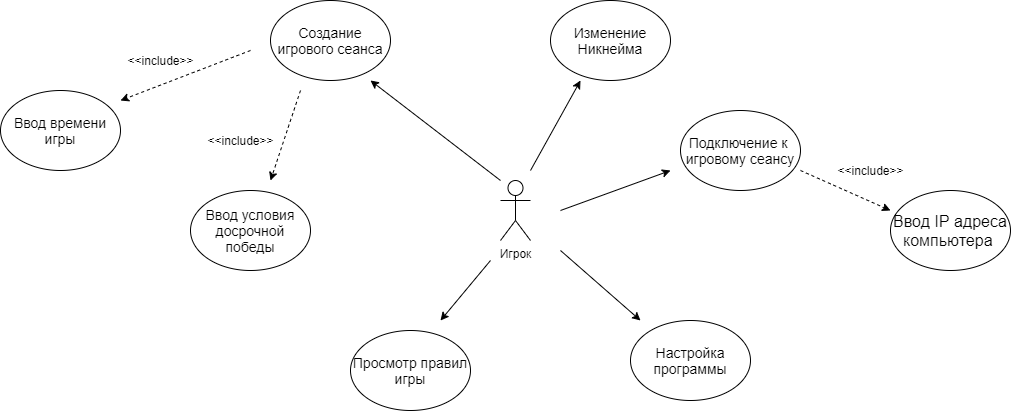 Создание
игрового сеанса
Изменение
Никнейма
<<include>>
Ввод времени
игры
<<include>>
Подключение к
игровому сеансу
<<include>>
Ввод условия
досрочной
победы
Ввод IP адреса
компьютера
Игрок
Просмотр правил
игры
Настройка
программы